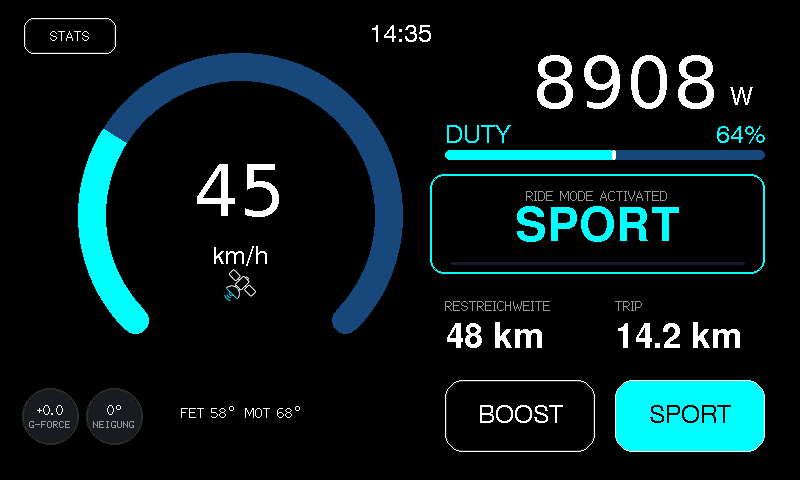 STATS
14:35
8908 W
DUTY 64%
45
km/h
RIDE MODE ACTIVATED
SPORT
RESTREICHWEITE
48 km
TRIP
14.2 km
+0.0
G-FORCE
0°
NEIGUNG
FET 58° MOT 68°
BOOST
SPORT